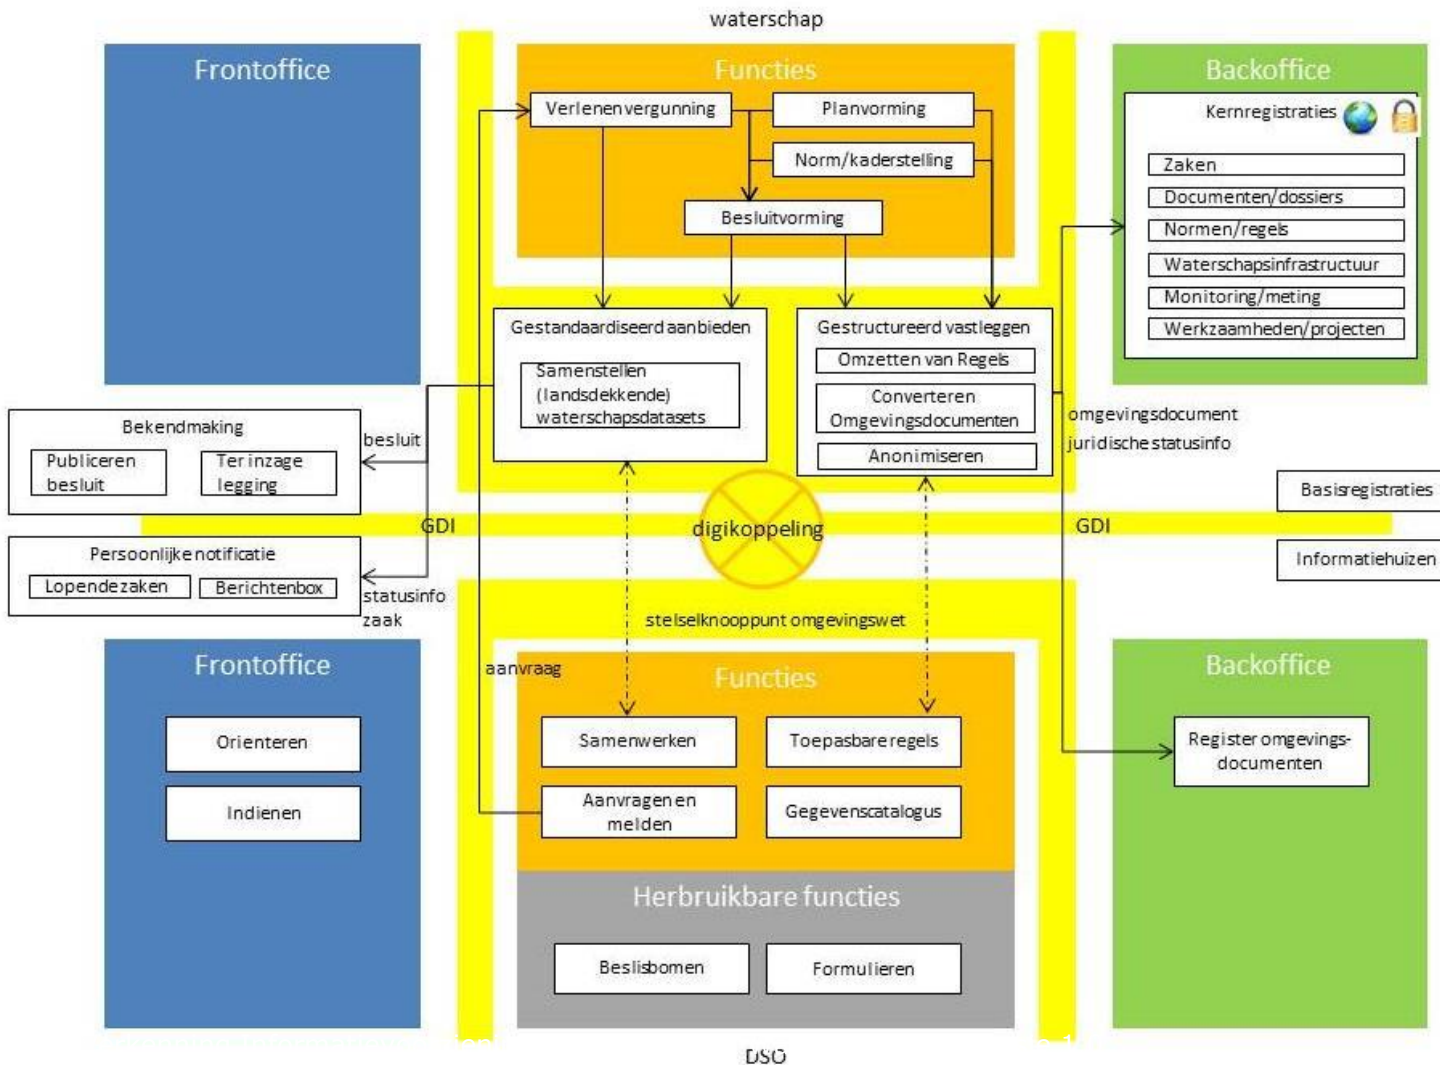 waterschap
Frontoffice
Functies
Backoffice
Verlenen vergunning
Planvorming
Norm/kaderstelling
Besluitvorming
Kernregistraties
Zaken
Documenten/dossiers
Normen/regels
Waterschapsinfrastructuur
Monitoring/meting
Werkzaamheden/projecten
Gestandaardiseerd aanbieden
Samenstellen
(landsdekkende)
waterschapsdatasets
Gestructureerd vastleggen
Omzetten van Regels
Converteren
Omgevingsdocumenten
Anonimiseren
omgevingsdocument
juridische statusinfo
Bekendmaking
Publiceren
besluit
Ter inzage
legging
besluit
Basisregistraties
GDI
digikoppeling
GDI
Persoonlijke notificatie
Lopende zaken
Berichtenbox
statusinfo
zaak
Informatiehuizen
stelselknooppunt omgevingswet
aanvraag
Frontoffice
Orienteren
Indienen
Functies
Samenwerken
Toepasbare regels
Aanvragen en
melden
Gegevenscatalogus
Herbruikbare functies
Beslisbomen
Formulieren
Backoffice
Register omgevings-
documenten
DSO